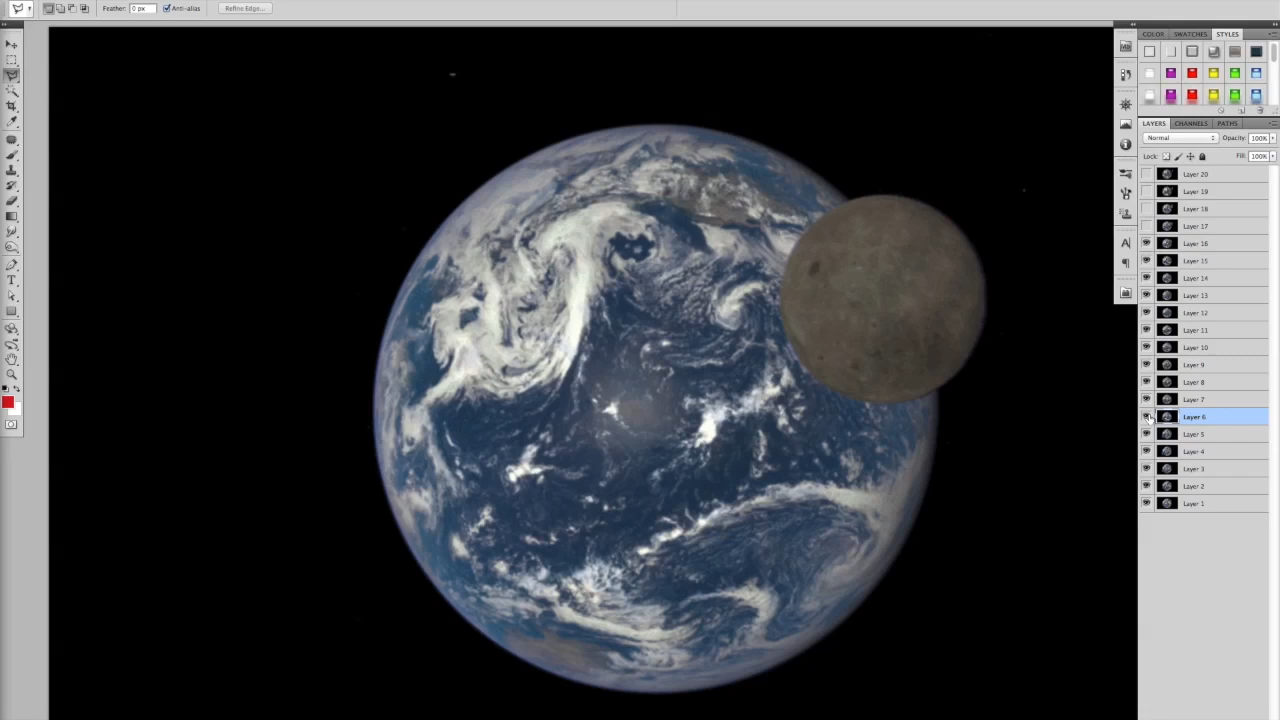 Feather: 0 px Anti-alias Refine Edge...
COLOR SWATCHES STYLES
LAYERS CHANNELS PATHS
Normal Opacity: 100%
Lock: Fill: 100%
Layer 20
Layer 19
Layer 18
Layer 17
Layer 16
Layer 15
Layer 14
Layer 13
Layer 12
Layer 11
Layer 10
Layer 9
Layer 8
Layer 7
Layer 6
Layer 5
Layer 4
Layer 3
Layer 2
Layer 1